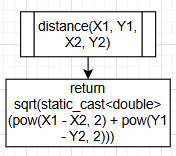 distance(X1, Y1,
X2, Y2)
return
sqrt(static_cast<double>
(pow(X1 - X2, 2) + pow(Y1
- Y2, 2)))